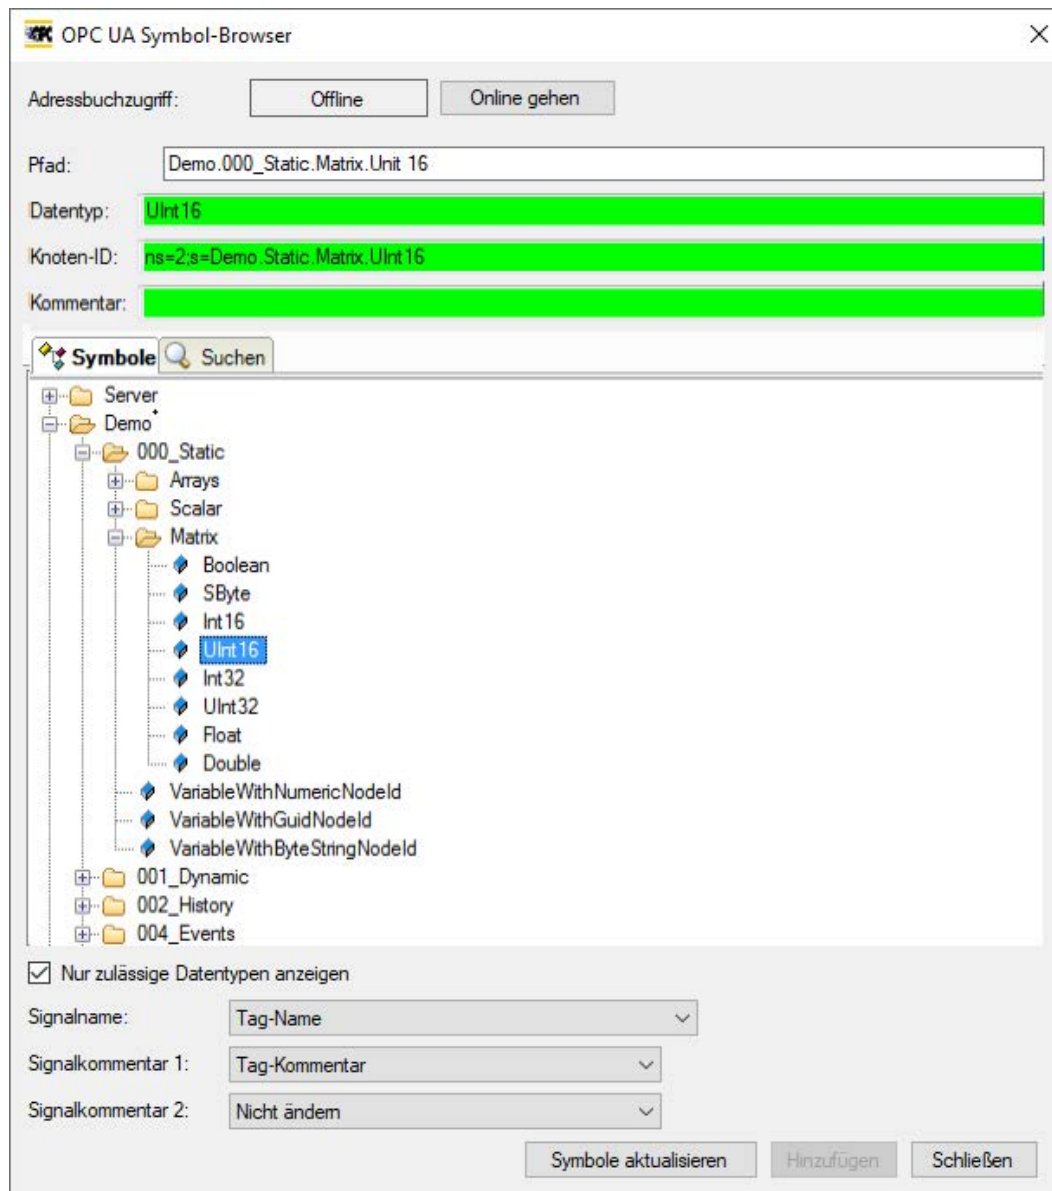 OPC OPC UA Symbol-Browser
Adressbuchzugriff: Offline Online gehen
Pfad: Demo.000_Static.Matrix.Unit 16
Datentyp: UInt16
Knoten-ID: ns=2;s=Demo.Static.Matrix.UInt16
Kommentar:
Symbole Suchen
Server
Demo
000_Static
Arrays
Scalar
Matrix
Boolean
SByte
Int16
UInt16
Int32
UInt32
Float
Double
VariableWithNumericNodeId
VariableWithGuidNodeId
VariableWithByteStringNodeId
001_Dynamic
002_History
004_Events
Nur zulässige Datentypen anzeigen
Signalname: Tag-Name
Signalkommentar 1: Tag-Kommentar
Signalkommentar 2: Nicht ändern
Symbole aktualisieren Hinzufügen Schließen